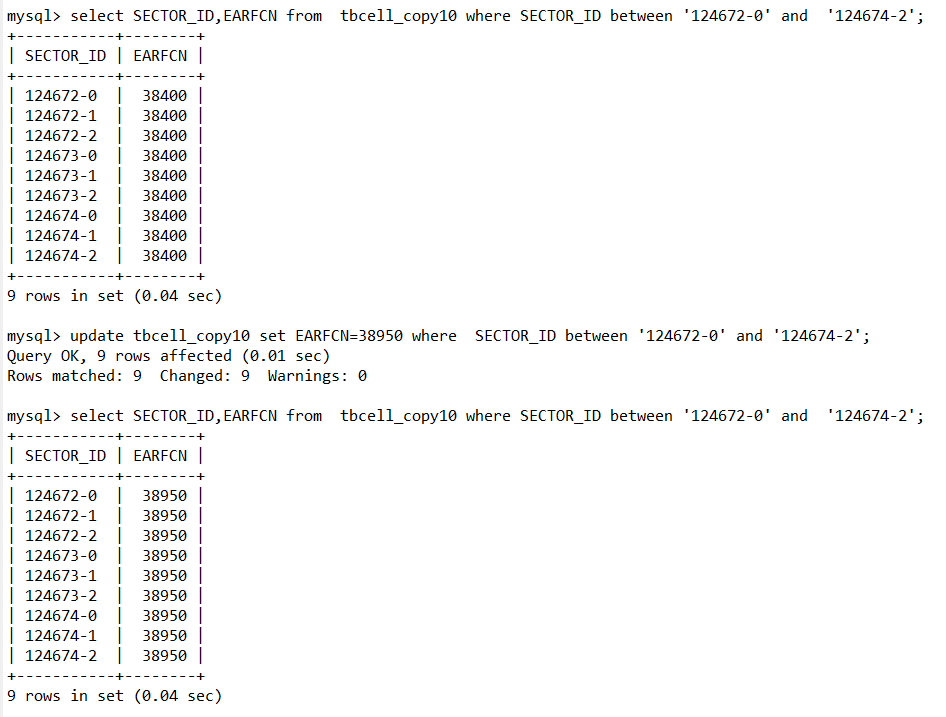 mysql> select SECTOR_ID,EARFCN from  tbcell_copy10 where SECTOR_ID between '124672-0' and  '124674-2';
+-----------+--------+
| SECTOR_ID | EARFCN |
+-----------+--------+
| 124672-0  |  38400 |
| 124672-1  |  38400 |
| 124672-2  |  38400 |
| 124673-0  |  38400 |
| 124673-1  |  38400 |
| 124673-2  |  38400 |
| 124674-0  |  38400 |
| 124674-1  |  38400 |
| 124674-2  |  38400 |
+-----------+--------+
9 rows in set (0.04 sec)

mysql> update tbcell_copy10 set EARFCN=38950 where  SECTOR_ID between '124672-0' and '124674-2';
Query OK, 9 rows affected (0.01 sec)
Rows matched: 9  Changed: 9  Warnings: 0

mysql> select SECTOR_ID,EARFCN from  tbcell_copy10 where SECTOR_ID between '124672-0' and  '124674-2';
+-----------+--------+
| SECTOR_ID | EARFCN |
+-----------+--------+
| 124672-0  |  38950 |
| 124672-1  |  38950 |
| 124672-2  |  38950 |
| 124673-0  |  38950 |
| 124673-1  |  38950 |
| 124673-2  |  38950 |
| 124674-0  |  38950 |
| 124674-1  |  38950 |
| 124674-2  |  38950 |
+-----------+--------+
9 rows in set (0.04 sec)